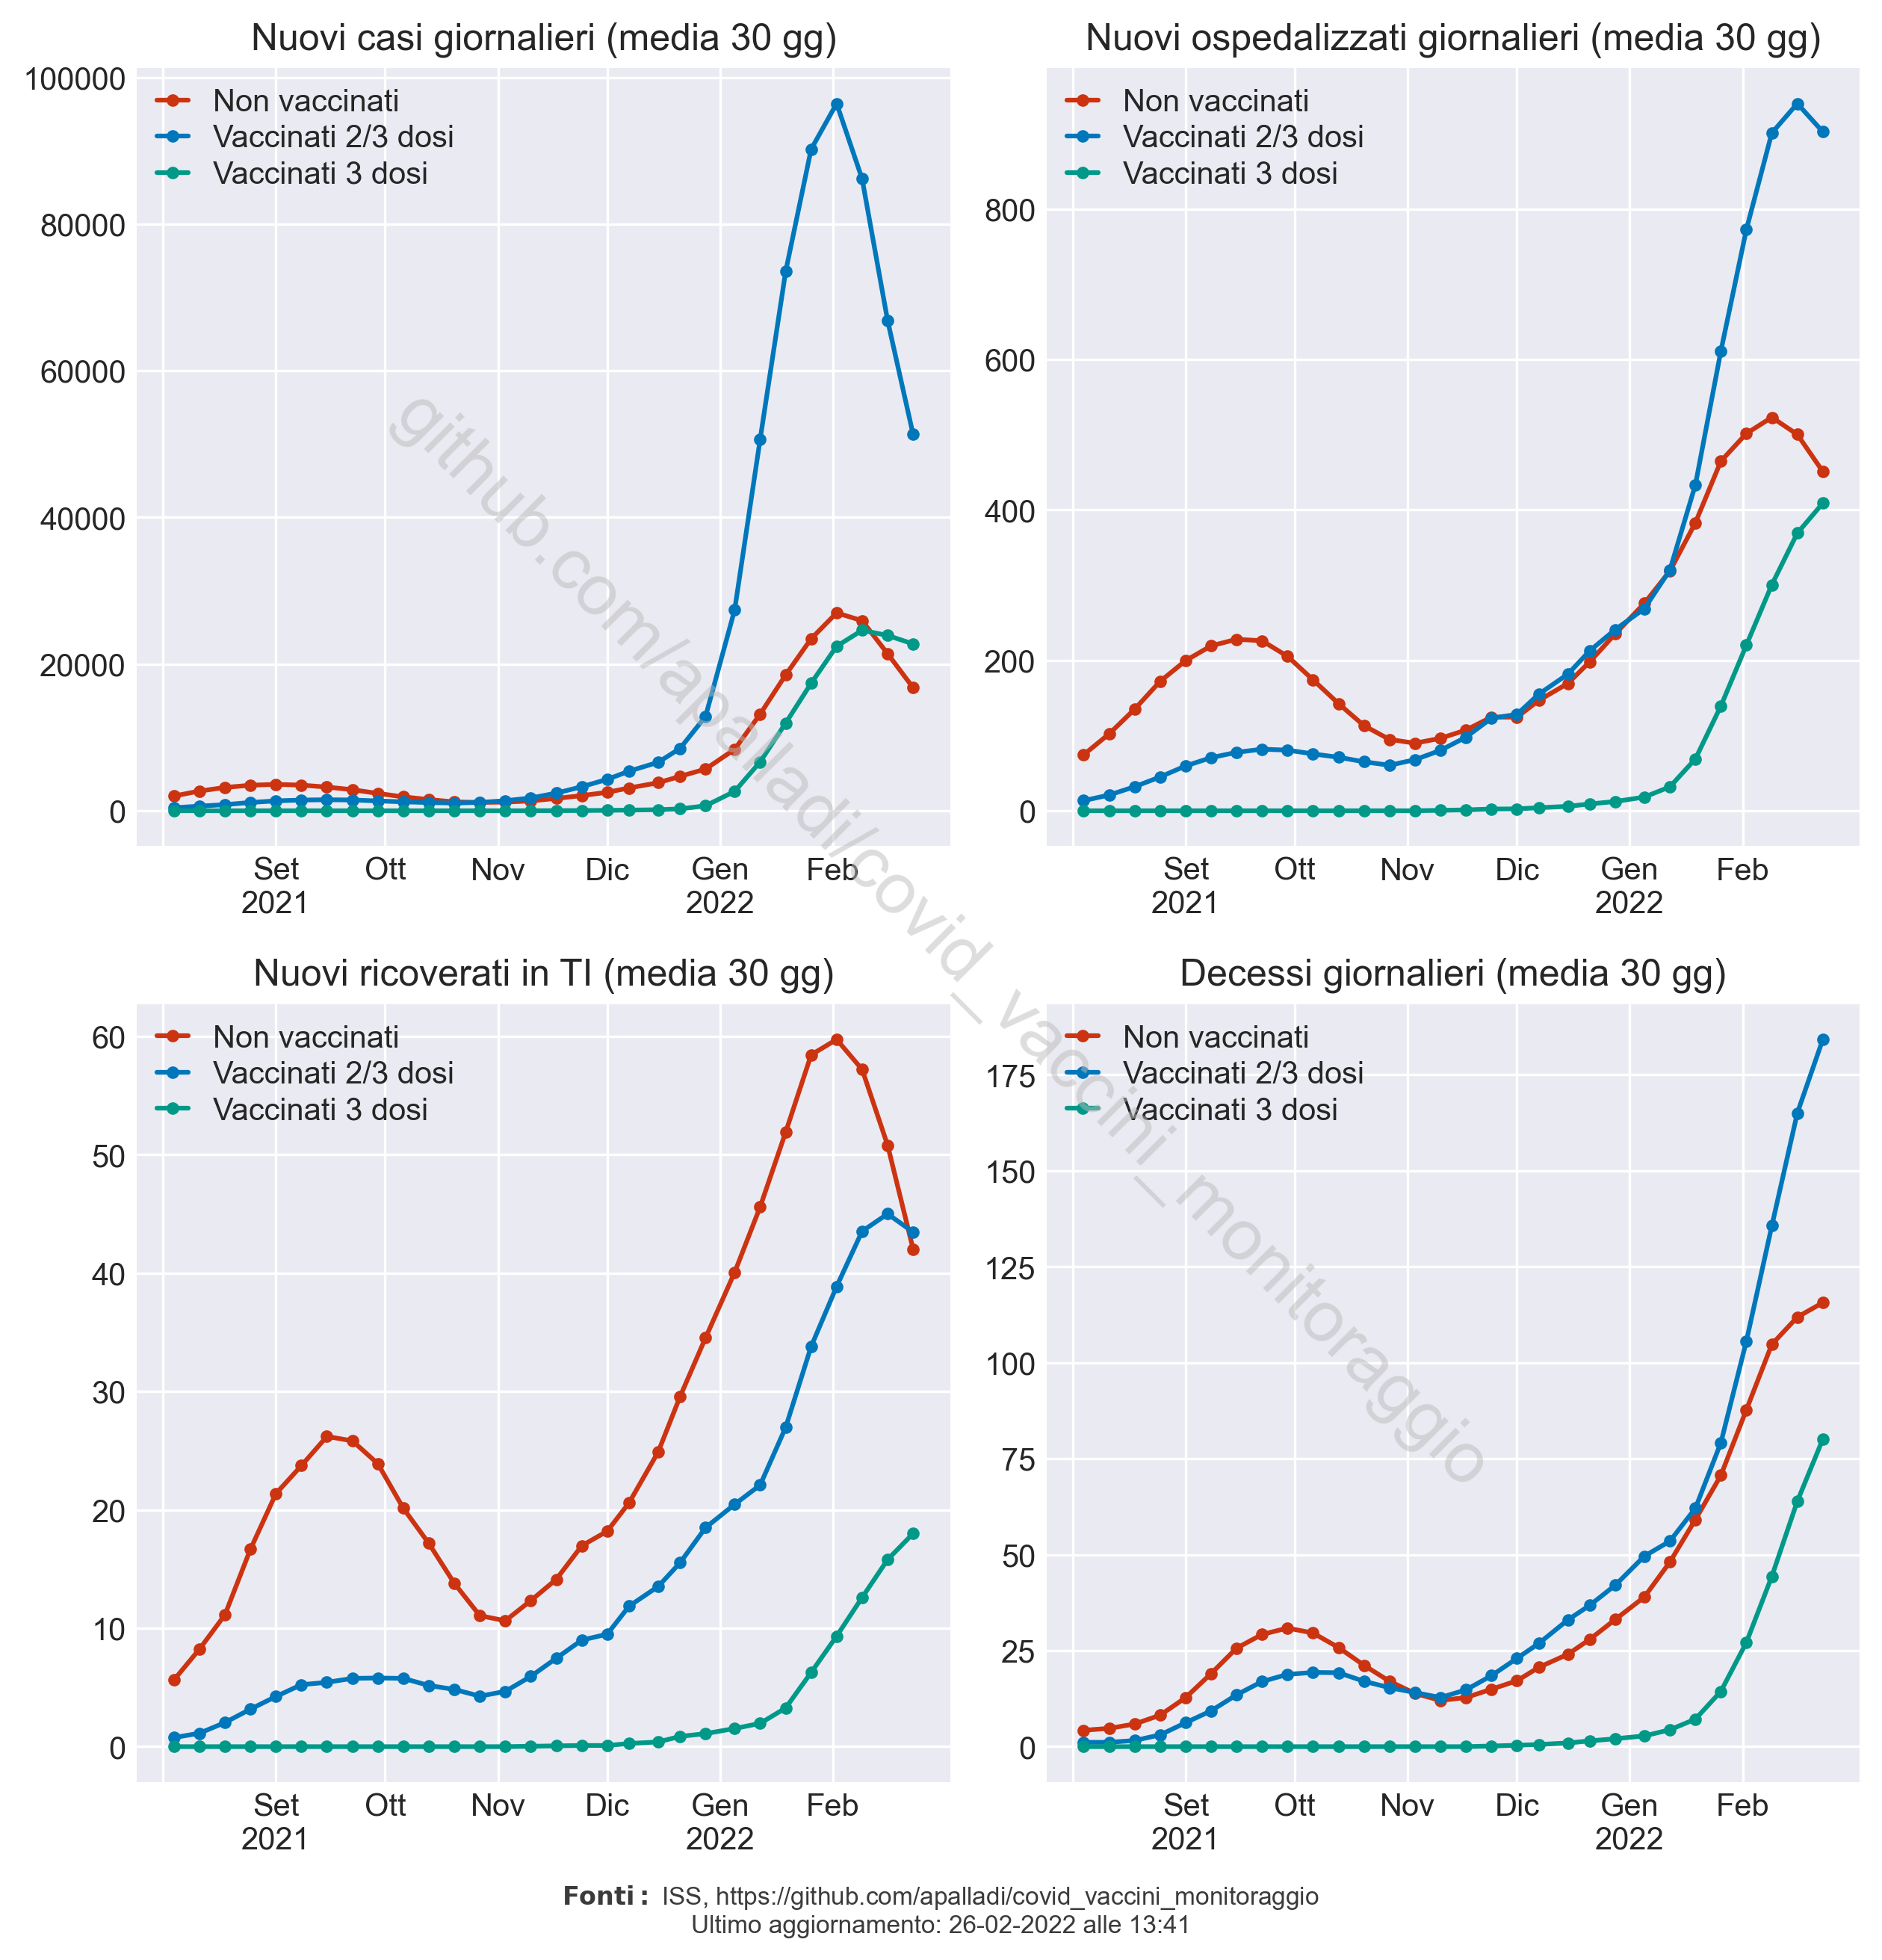 Nuovi casi giornalieri (media 30 gg)
100000
80000
60000
40000
20000
0
Non vaccinati
Vaccinati 2/3 dosi
Vaccinati 3 dosi
Set
2021
Ott
Nov
Dic
Gen
2022
Feb
Nuovi ospedalizzati giornalieri (media 30 gg)
800
600
400
200
0
Non vaccinati
Vaccinati 2/3 dosi
Vaccinati 3 dosi
Set
2021
Ott
Nov
Dic
Gen
2022
Feb
Nuovi ricoverati in TI (media 30 gg)
60
50
40
30
20
10
0
Non vaccinati
Vaccinati 2/3 dosi
Vaccinati 3 dosi
Set
2021
Ott
Nov
Dic
Gen
2022
Feb
Decessi giornalieri (media 30 gg)
175
150
125
100
75
50
25
0
Non vaccinati
Vaccinati 2/3 dosi
Vaccinati 3 dosi
Set
2021
Ott
Nov
Dic
Gen
2022
Feb
github.com/apalladi/covid_vaccini_monitoraggio
Fonti: ISS, https://github.com/apalladi/covid_vaccini_monitoraggio
Ultimo aggiornamento: 26-02-2022 alle 13:41